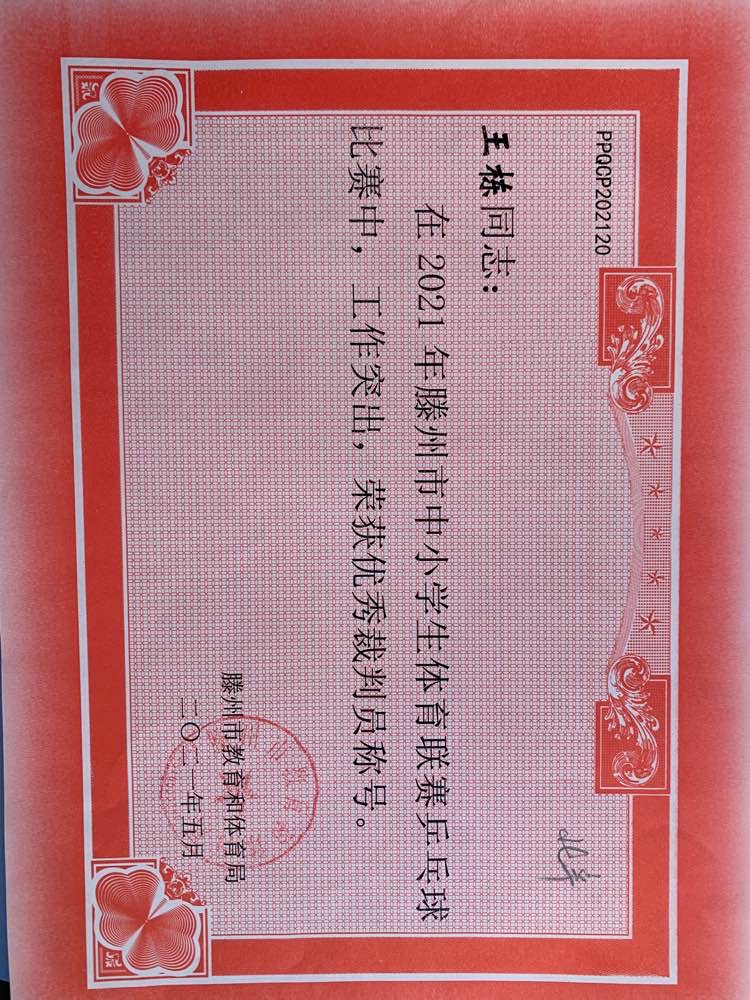 PPQCP202120
王栋同志：
在2021年滕州市中小学生体育联赛乒乓球
比赛中，工作突出，荣获优秀裁判员称号。
滕州市教育和体育局
二〇二一年五月